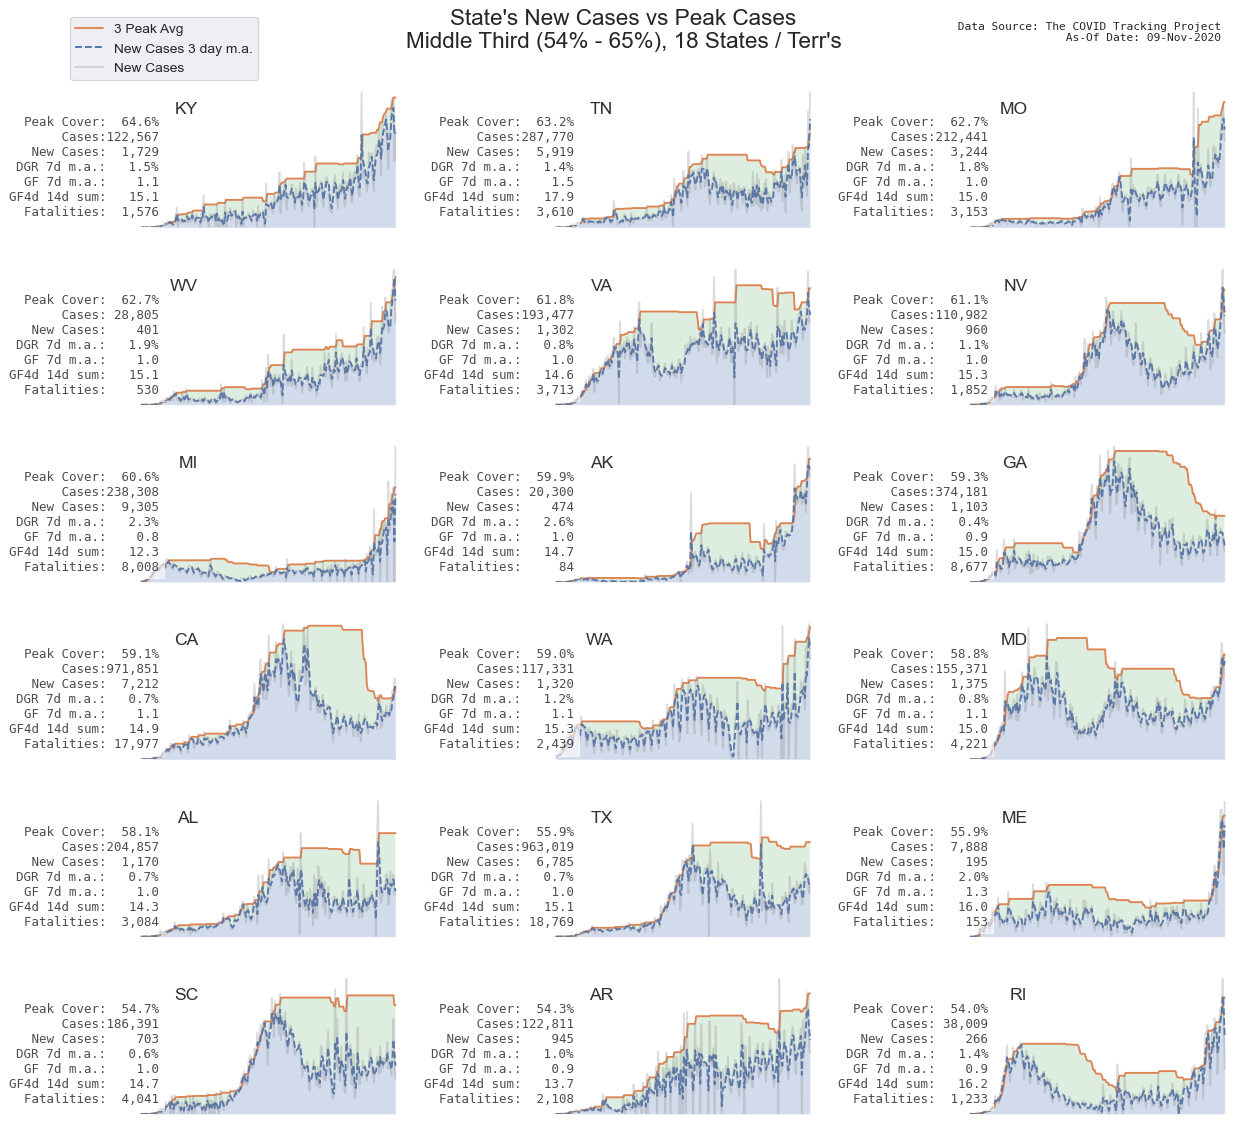 State's New Cases vs Peak Cases
Middle Third (54% - 65%), 18 States / Terr's
3 Peak Avg
New Cases 3 day m.a.
New Cases
Data Source: The COVID Tracking Project
As-Of Date: 09-Nov-2020
KY
Peak Cover: 64.6%
Cases:122,567
New Cases: 1,729
DGR 7d m.a.: 1.5%
GF 7d m.a.: 1.1
GF4d 14d sum: 15.1
Fatalities: 1,576
TN
Peak Cover: 63.2%
Cases:287,770
New Cases: 5,919
DGR 7d m.a.: 1.4%
GF 7d m.a.: 1.5
GF4d 14d sum: 17.9
Fatalities: 3,610
MO
Peak Cover: 62.7%
Cases:212,441
New Cases: 3,244
DGR 7d m.a.: 1.8%
GF 7d m.a.: 1.0
GF4d 14d sum: 15.0
Fatalities: 3,153
WV
Peak Cover: 62.7%
Cases: 28,805
New Cases: 401
DGR 7d m.a.: 1.9%
GF 7d m.a.: 1.0
GF4d 14d sum: 15.1
Fatalities: 530
VA
Peak Cover: 61.8%
Cases:193,477
New Cases: 1,302
DGR 7d m.a.: 0.8%
GF 7d m.a.: 1.0
GF4d 14d sum: 14.6
Fatalities: 3,713
NV
Peak Cover: 61.1%
Cases:110,982
New Cases: 960
DGR 7d m.a.: 1.1%
GF 7d m.a.: 1.0
GF4d 14d sum: 15.3
Fatalities: 1,852
MI
Peak Cover: 60.6%
Cases:238,308
New Cases: 9,305
DGR 7d m.a.: 2.3%
GF 7d m.a.: 0.8
GF4d 14d sum: 12.3
Fatalities: 8,008
AK
Peak Cover: 59.9%
Cases: 20,300
New Cases: 474
DGR 7d m.a.: 2.6%
GF 7d m.a.: 1.0
GF4d 14d sum: 14.7
Fatalities: 84
GA
Peak Cover: 59.3%
Cases:374,181
New Cases: 1,103
DGR 7d m.a.: 0.4%
GF 7d m.a.: 0.9
GF4d 14d sum: 15.0
Fatalities: 8,677
CA
Peak Cover: 59.1%
Cases:971,851
New Cases: 7,212
DGR 7d m.a.: 0.7%
GF 7d m.a.: 1.1
GF4d 14d sum: 14.9
Fatalities: 17,977
WA
Peak Cover: 59.0%
Cases:117,331
New Cases: 1,320
DGR 7d m.a.: 1.2%
GF 7d m.a.: 1.1
GF4d 14d sum: 15.3
Fatalities: 2,439
MD
Peak Cover: 58.8%
Cases:155,371
New Cases: 1,375
DGR 7d m.a.: 0.8%
GF 7d m.a.: 1.1
GF4d 14d sum: 15.0
Fatalities: 4,221
AL
Peak Cover: 58.1%
Cases:204,857
New Cases: 1,170
DGR 7d m.a.: 0.7%
GF 7d m.a.: 1.0
GF4d 14d sum: 14.3
Fatalities: 3,084
TX
Peak Cover: 55.9%
Cases:963,019
New Cases: 6,785
DGR 7d m.a.: 0.7%
GF 7d m.a.: 1.0
GF4d 14d sum: 15.1
Fatalities: 18,769
ME
Peak Cover: 55.9%
Cases: 7,888
New Cases: 195
DGR 7d m.a.: 2.0%
GF 7d m.a.: 1.3
GF4d 14d sum: 16.0
Fatalities: 153
SC
Peak Cover: 54.7%
Cases:186,391
New Cases: 703
DGR 7d m.a.: 0.6%
GF 7d m.a.: 1.0
GF4d 14d sum: 14.7
Fatalities: 4,041
AR
Peak Cover: 54.3%
Cases:122,811
New Cases: 945
DGR 7d m.a.: 1.0%
GF 7d m.a.: 0.9
GF4d 14d sum: 13.7
Fatalities: 2,108
RI
Peak Cover: 54.0%
Cases: 38,009
New Cases: 266
DGR 7d m.a.: 1.4%
GF 7d m.a.: 0.9
GF4d 14d sum: 16.2
Fatalities: 1,233